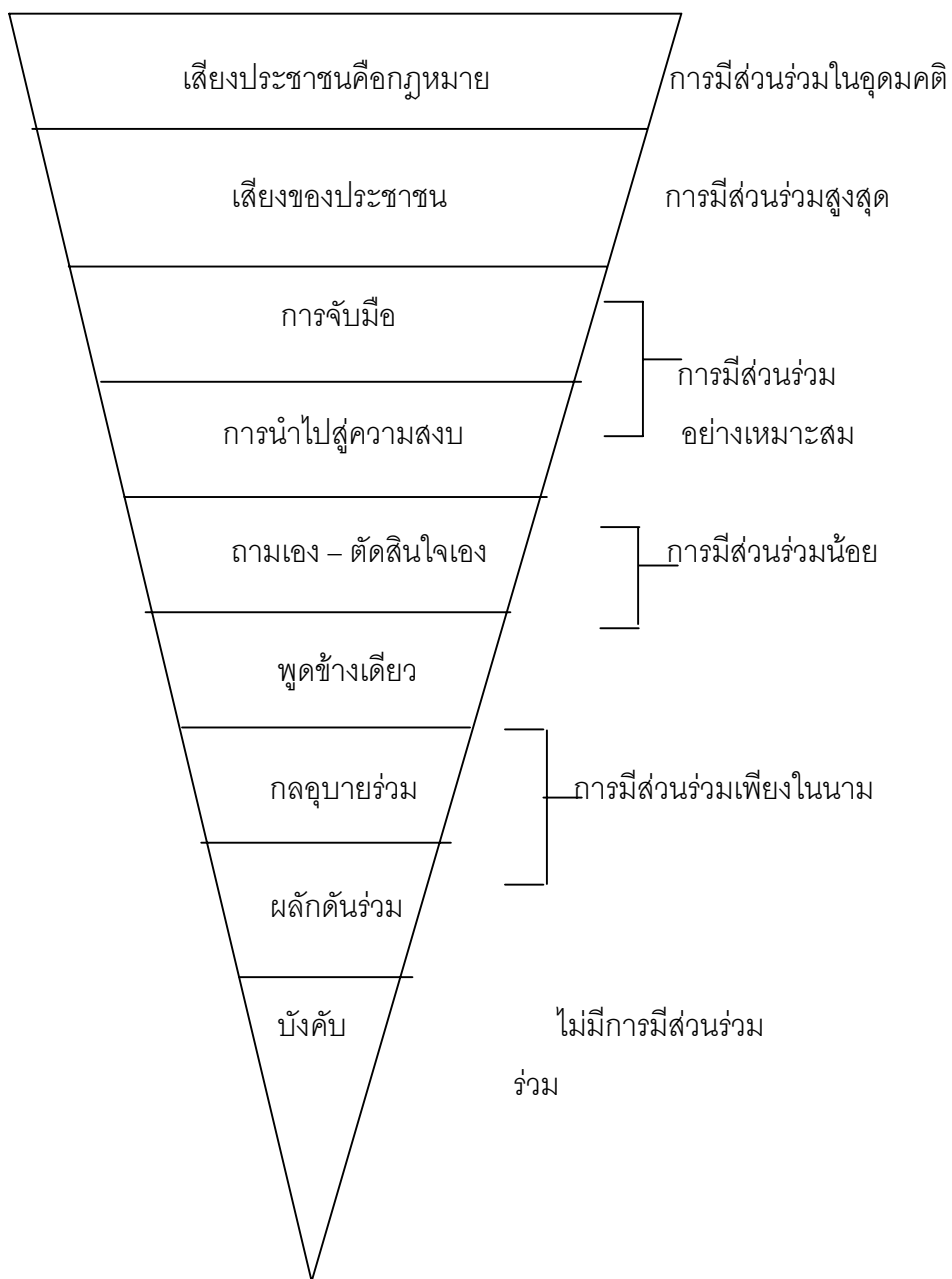 เสียงประชาชนคือกฎหมาย การมีส่วนร่วมในอุดมคติ
เสียงของประชาชน การมีส่วนร่วมสูงสุด
การจับมือ
การมีส่วนร่วม
การนำไปสู่ความสงบ อย่างเหมาะสม
ถามเอง – ตัดสินใจเอง การมีส่วนร่วมน้อย
พูดข้างเดียว
กลอุบายร่วม การมีส่วนร่วมเพียงในนาม
ผลักดันร่วม
บังคับ ไม่มีการมีส่วนร่วม
ร่วม